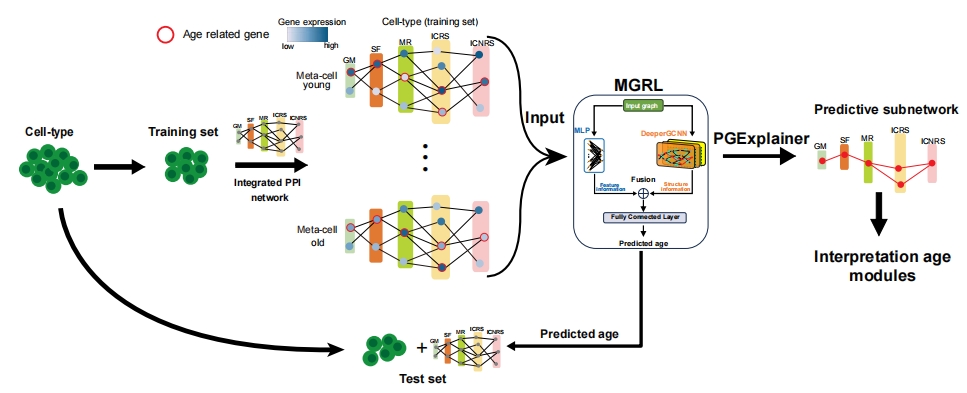 Age related gene
Gene expression
low
high
Cell-type (training set)
GM
SF
MR
ICRS
ICNRS
Meta-cell
young
Cell-type
Training set
GM
SF
MR
ICRS
ICNRS
Integrated PPI
network
Meta-cell
old
Input
MGRL
Input graph
MLP
DeeperGCNN
Feature
Information
Fusion
Structure
Information
Fully Connected Layer
Predicted age
PGExplainer
Predictive subnetwork
GM
SF
MR
ICRS
ICNRS
Interpretation age
modules
Predicted age
+
GM
SF
MR
ICRS
ICNRS
Test set